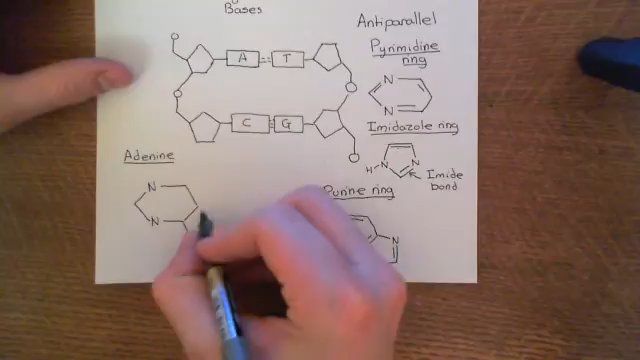 Bases
Antiparallel
A
T
C
G
Pyrimidine
ring
N
N
Imidazole ring
H
N
N
Imide
bond
Adenine
N
N
Purine ring
N